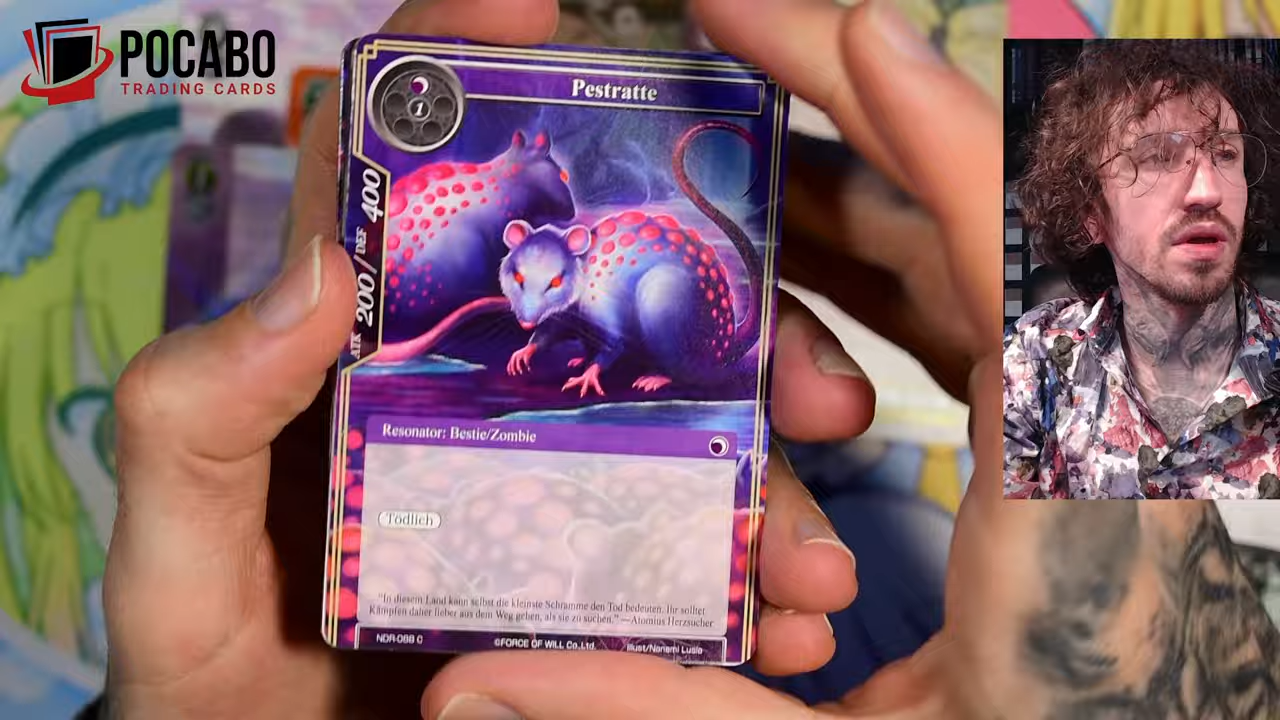 POCABO
TRADING CARDS
Pestratte
1
ATK 200 / DEF 400
Resonator: Bestie/Zombie
Tödlich
"In diesem Land kann selbst die kleinste Schramme den Tod bedeuten. Ihr solltet
Kämpfen daher lieber aus dem Weg gehen, als sie zu suchen." —Atomius Herzsucher
NDR-088 C
©FORCE OF WILL Co.,Ltd.
Illust/Nanami Lusie